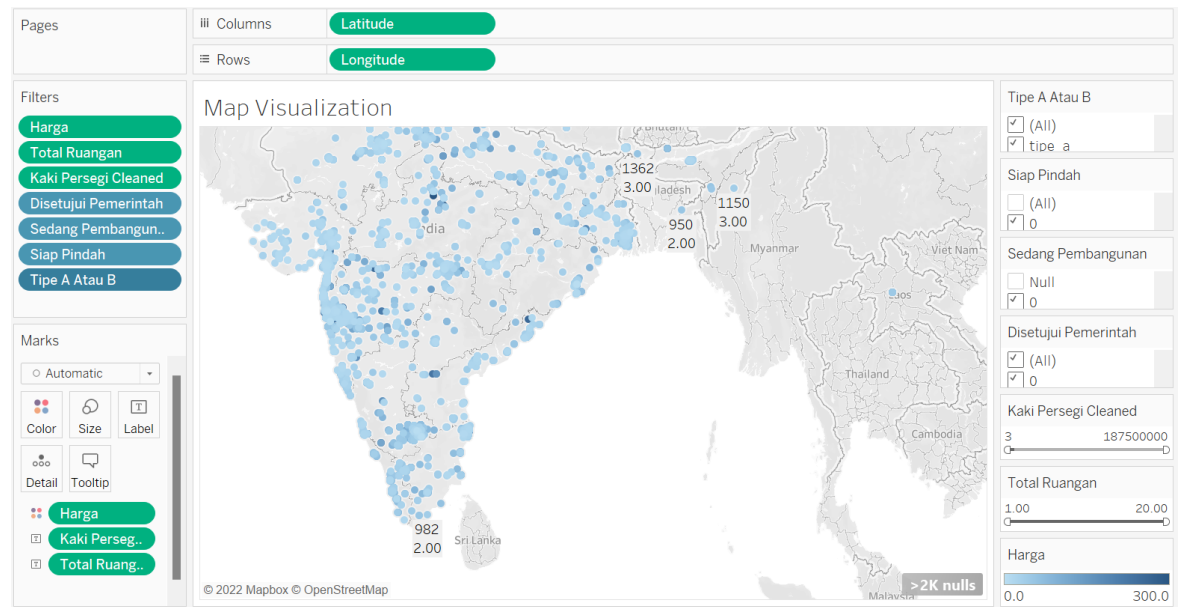 Pages
Columns
Latitude
Rows
Longitude
Filters
Harga
Total Ruangan
Kaki Persegi Cleaned
Disetujui Pemerintah
Sedang Pembangun..
Siap Pindah
Tipe A Atau B
Marks
Automatic
Color
Size
Label
Detail
Tooltip
Harga
Kaki Perseg..
Total Ruang..
Map Visualization
Bhutan
1362
3.00
ladesh
1150
3.00
950
2.00
dia
Myanmar
Viet Nam
Laos
Thailand
Cambodia
982
2.00
Sri Lanka
Malaysia
© 2022 Mapbox © OpenStreetMap
>2K nulls
Tipe A Atau B
(All)
tipe_a
Siap Pindah
(All)
0
Sedang Pembangunan
Null
0
Disetujui Pemerintah
(All)
0
Kaki Persegi Cleaned
3 187500000
Total Ruangan
1.00 20.00
Harga
0.0 300.0